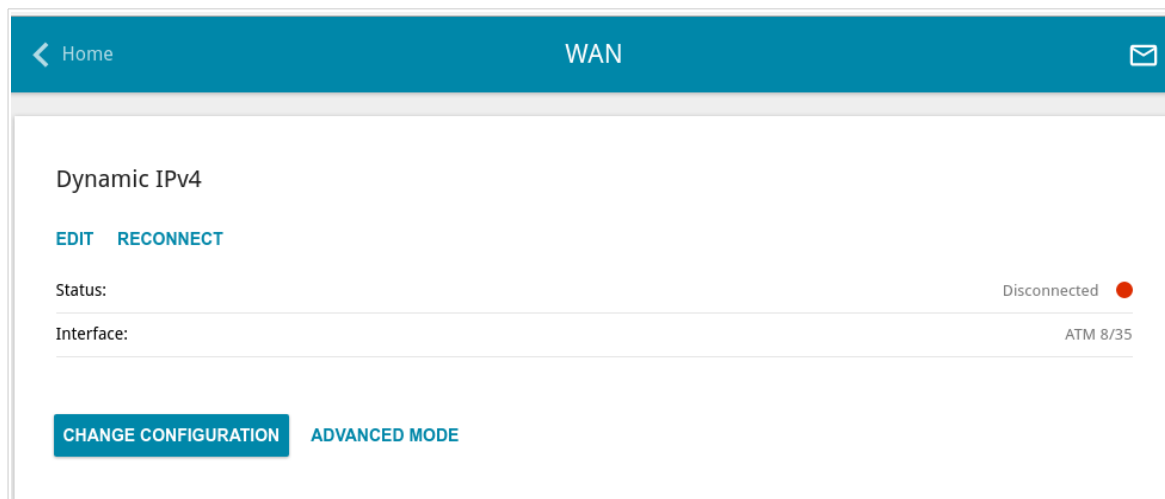 Home WAN
Dynamic IPv4
EDIT RECONNECT
Status: Disconnected
Interface: ATM 8/35
CHANGE CONFIGURATION ADVANCED MODE